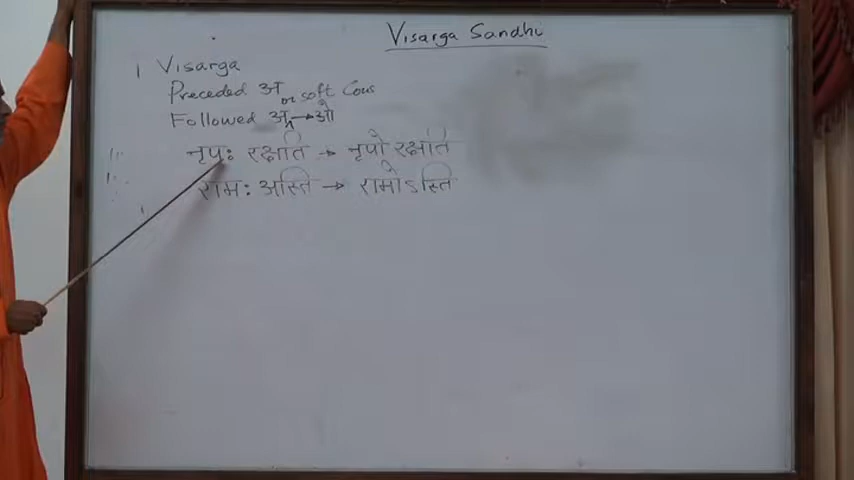 Visarga Sandhi
1 Visarga
Preceded अ
or soft Cons
Followed अ → ओ
नृपः रक्षति → नृपो रक्षति
रामः अस्ति → रामोऽस्ति